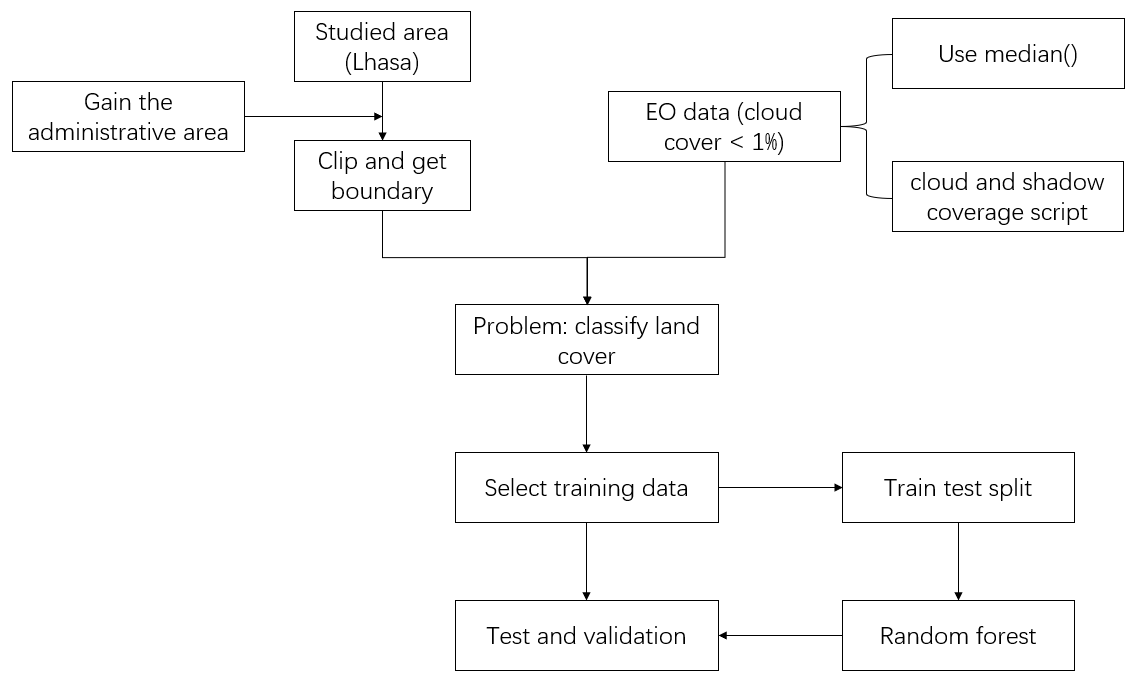 Studied area
(Lhasa)
Gain the
administrative area
Clip and get
boundary
EO data (cloud
cover < 1%)
Use median()
cloud and shadow
coverage script
Problem: classify land
cover
Select training data
Train test split
Test and validation
Random forest